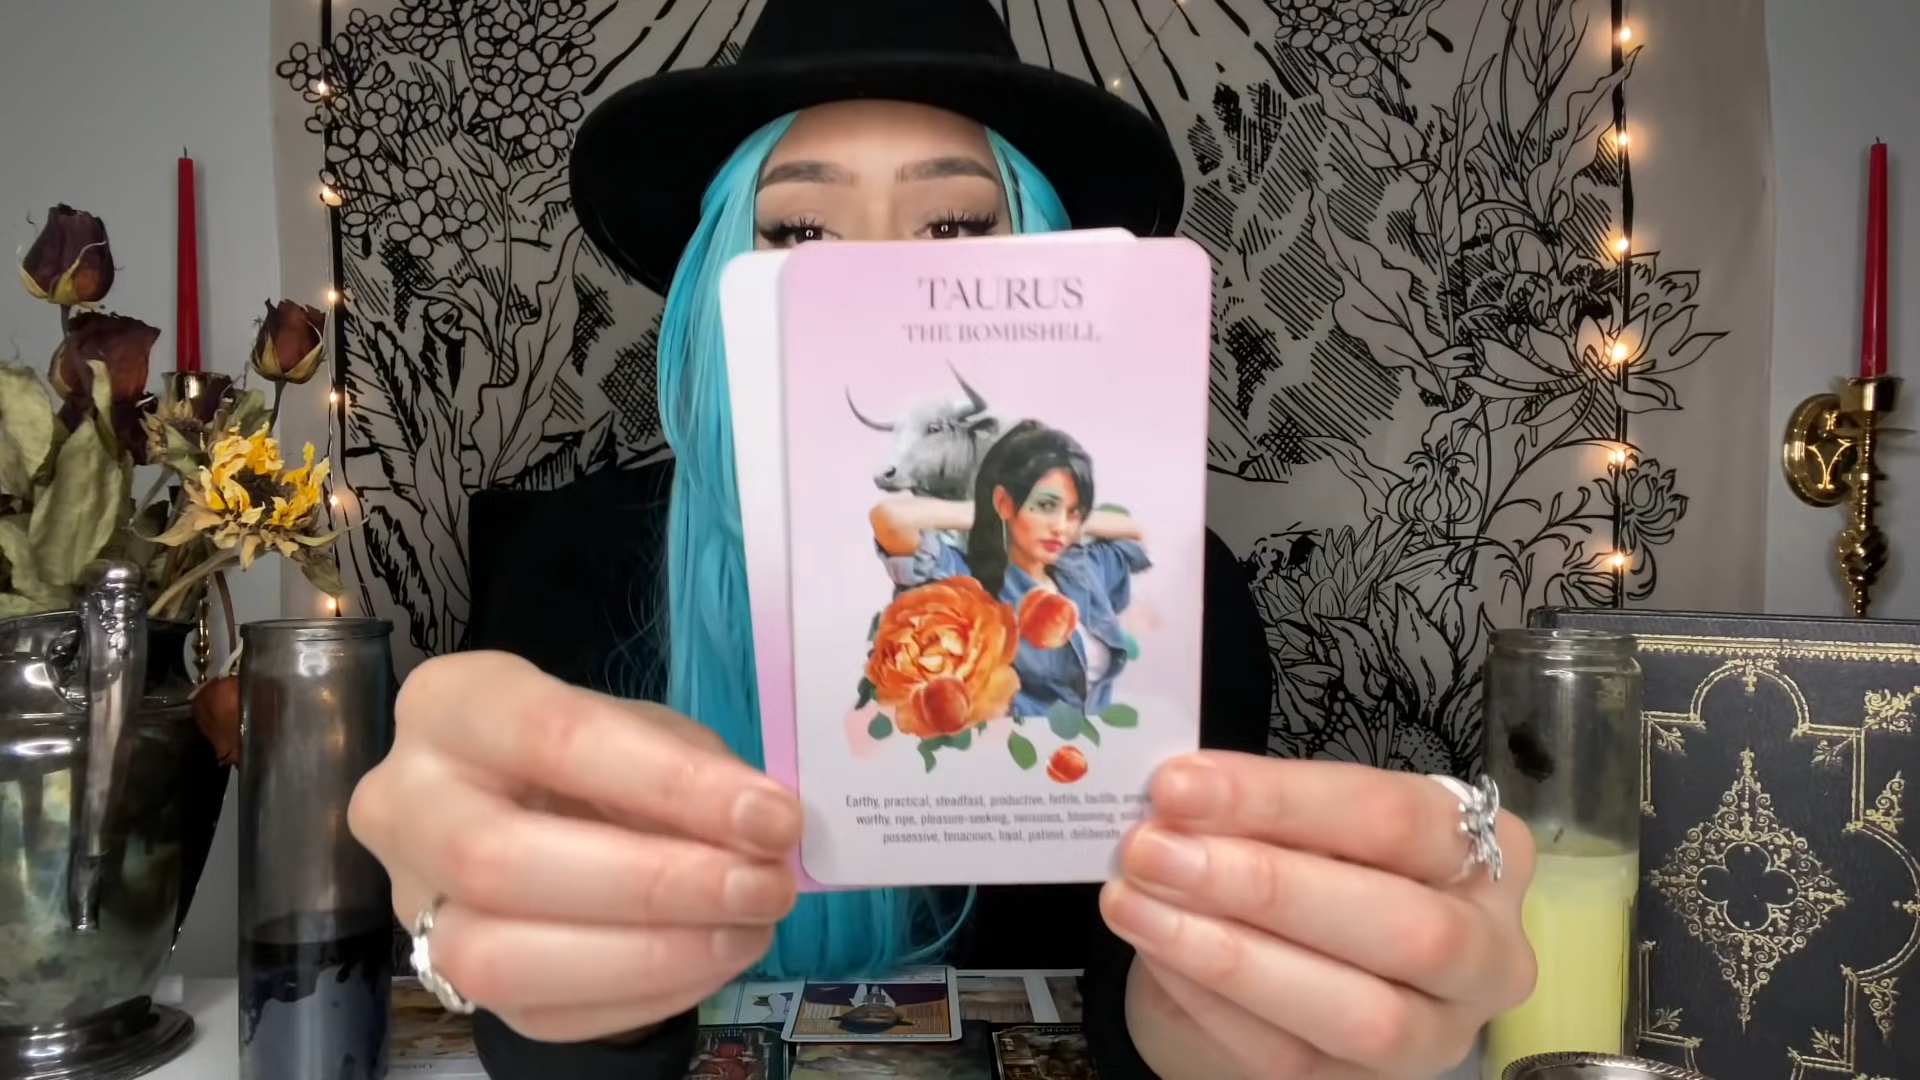 TAURUS
THE BOMBSHELL
Earthy, practical, steadfast, productive, fertile, tactile,
worthy, ripe, pleasure-seeking, sensuous, blooming,
possessive, tenacious, loyal, patient, deliberate